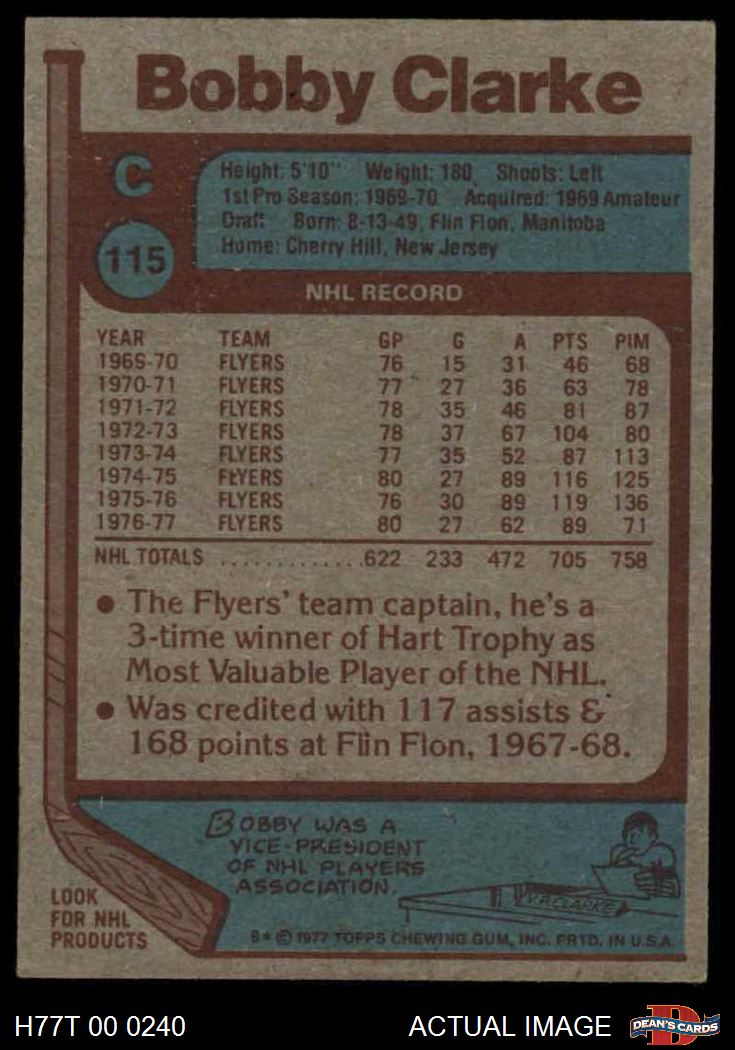 Bobby Clarke
C
115
Height: 5'10" Weight: 180 Shoots: Left
1st Pro Season: 1969-70 Acquired: 1969 Amateur
Draft Born: 8-13-49, Flin Flon, Manitoba
Home: Cherry Hill, New Jersey
NHL RECORD
YEAR TEAM GP G A PTS PIM
1969-70 FLYERS 76 15 31 46 68
1970-71 FLYERS 77 27 36 63 78
1971-72 FLYERS 78 35 46 81 87
1972-73 FLYERS 78 37 67 104 80
1973-74 FLYERS 77 35 52 87 113
1974-75 FLYERS 80 27 89 116 125
1975-76 FLYERS 76 30 89 119 136
1976-77 FLYERS 80 27 62 89 71
NHL TOTALS .............622 233 472 705 758
● The Flyers' team captain, he's a
3-time winner of Hart Trophy as
Most Valuable Player of the NHL.
● Was credited with 117 assists &
168 points at Flin Flon, 1967-68.
BOBBY WAS A
VICE-PRESIDENT
OF NHL PLAYERS
ASSOCIATION.
V.P. CLARKE
LOOK
FOR NHL
PRODUCTS
B* © 1977 TOPPS CHEWING GUM, INC. PRTD. IN U.S.A.
H77T 00 0240
ACTUAL IMAGE
D
DEAN'S CARDS